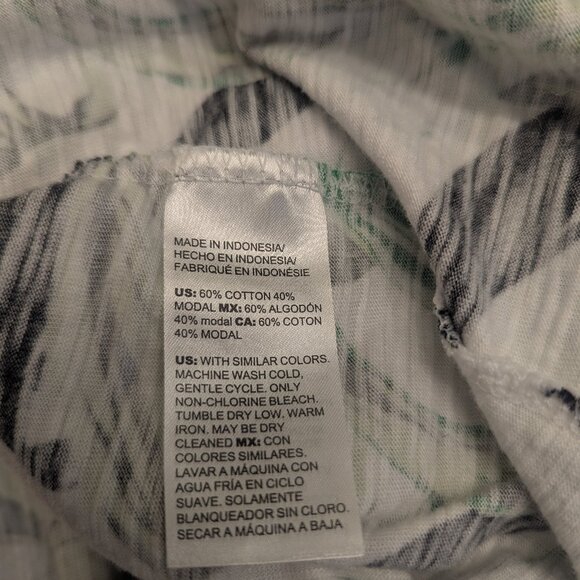 MADE IN INDONESIA/
HECHO EN INDONESIA/
FABRIQUÉ EN INDONÉSIE
US: 60% COTTON 40%
MODAL MX: 60% ALGODÓN
40% modal CA: 60% COTON
40% MODAL
US: WITH SIMILAR COLORS.
MACHINE WASH COLD,
GENTLE CYCLE. ONLY
NON-CHLORINE BLEACH.
TUMBLE DRY LOW. WARM
IRON. MAY BE DRY
CLEANED MX: CON
COLORES SIMILARES.
LAVAR A MÁQUINA CON
AGUA FRÍA EN CICLO
SUAVE. SOLAMENTE
BLANQUEADOR SIN CLORO.
SECAR A MÁQUINA A BAJA